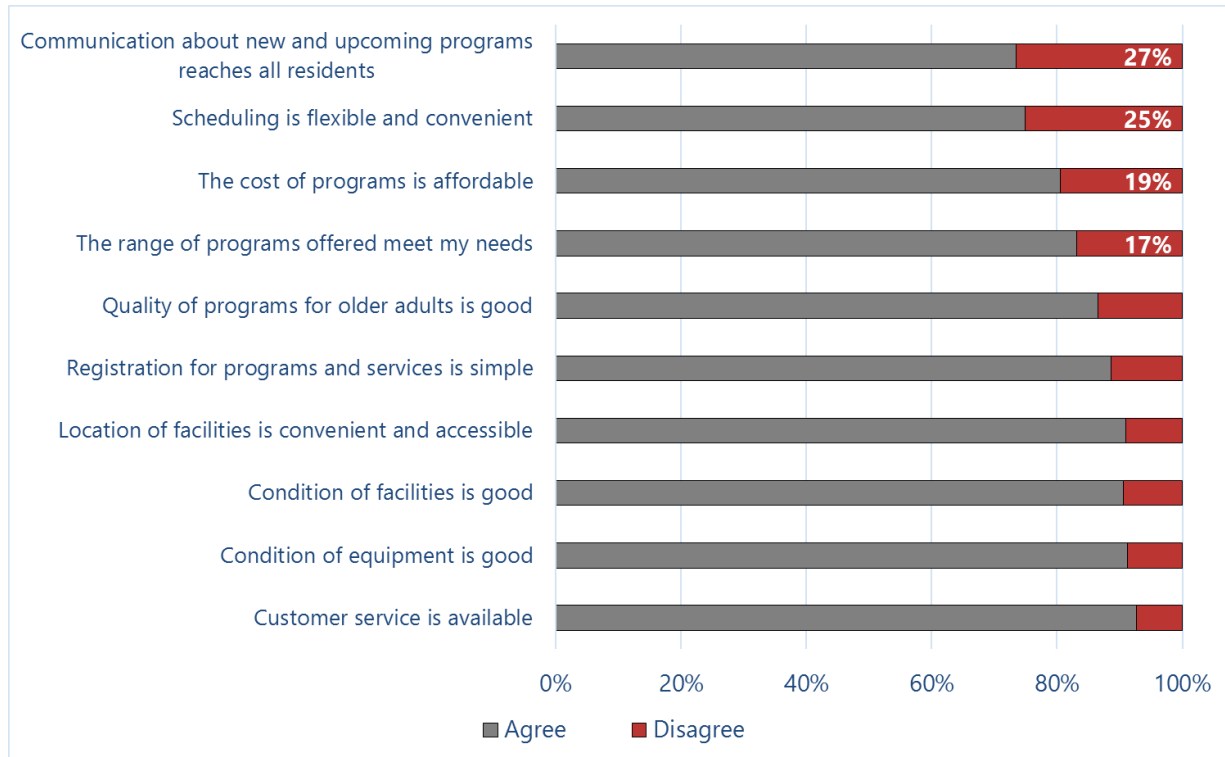 Communication about new and upcoming programs
reaches all residents
27%
Scheduling is flexible and convenient
25%
The cost of programs is affordable
19%
The range of programs offered meet my needs
17%
Quality of programs for older adults is good
Registration for programs and services is simple
Location of facilities is convenient and accessible
Condition of facilities is good
Condition of equipment is good
Customer service is available
0% 20% 40% 60% 80% 100%
Agree Disagree